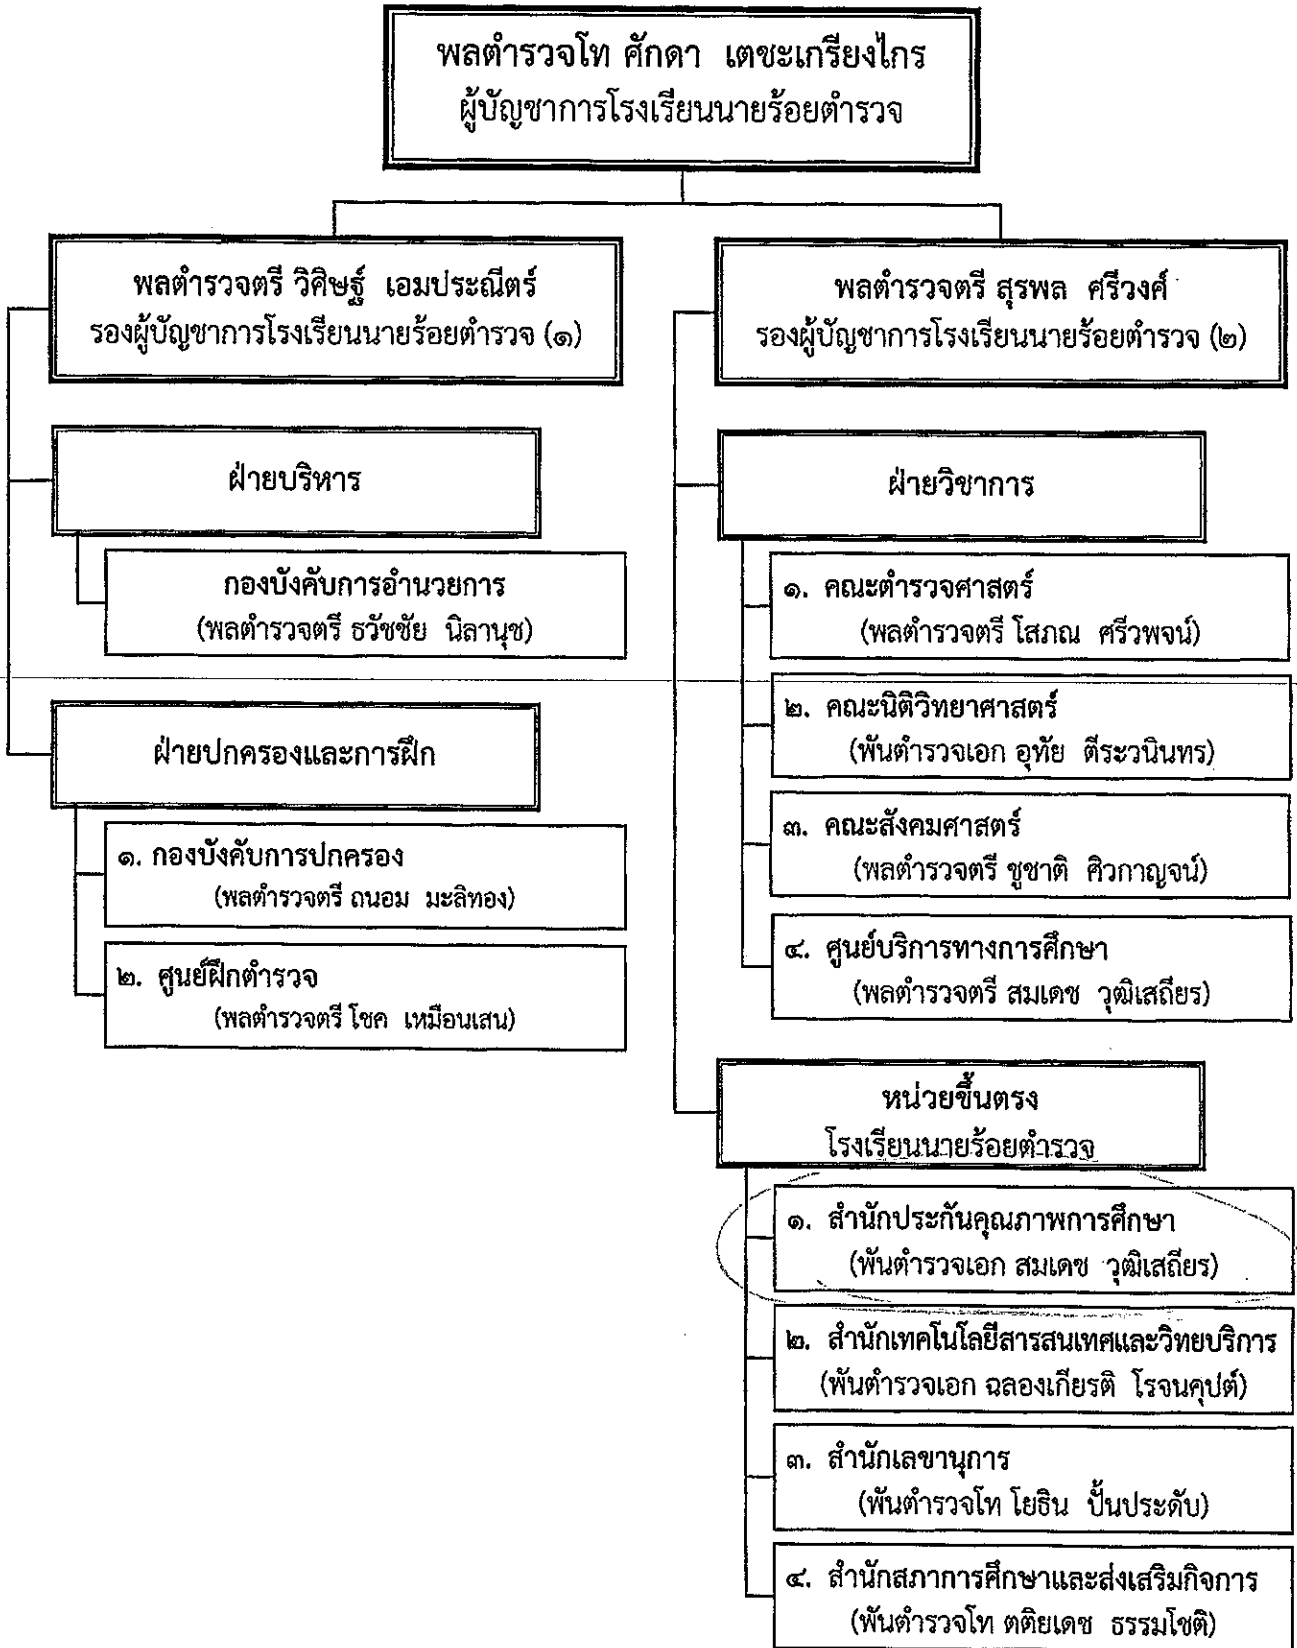 พลตำรวจโท ศักดา เตชะเกรียงไกร
ผู้บัญชาการโรงเรียนนายร้อยตำรวจ
พลตำรวจตรี วิศิษฐ์ เอมประณีตร์
รองผู้บัญชาการโรงเรียนนายร้อยตำรวจ (๑)
ฝ่ายบริหาร
กองบังคับการอำนวยการ
(พลตำรวจตรี ธวัชชัย นิลานุช)
ฝ่ายปกครองและการฝึก
๑. กองบังคับการปกครอง
(พลตำรวจตรี ถนอม มะลิทอง)
๒. ศูนย์ฝึกตำรวจ
(พลตำรวจตรี โชค เหมือนเสน)
พลตำรวจตรี สุรพล ศรีวงศ์
รองผู้บัญชาการโรงเรียนนายร้อยตำรวจ (๒)
ฝ่ายวิชาการ
๑. คณะตำรวจศาสตร์
(พลตำรวจตรี โสภณ ศรีวพจน์)
๒. คณะนิติวิทยาศาสตร์
(พันตำรวจเอก อุทัย ตีระวนินทร)
๓. คณะสังคมศาสตร์
(พลตำรวจตรี ชูชาติ ศิวกาญจน์)
๔. ศูนย์บริการทางการศึกษา
(พลตำรวจตรี สมเดช วุฒิเสถียร)
หน่วยขึ้นตรง
โรงเรียนนายร้อยตำรวจ
๑. สำนักประกันคุณภาพการศึกษา
(พันตำรวจเอก สมเดช วุฒิเสถียร)
๒. สำนักเทคโนโลยีสารสนเทศและวิทยบริการ
(พันตำรวจเอก ฉลองเกียรติ โรจนคุปต์)
๓. สำนักเลขานุการ
(พันตำรวจโท โยธิน ปั้นประดับ)
๔. สำนักสภาการศึกษาและส่งเสริมกิจการ
(พันตำรวจโท ตติยเดช ธรรมโชติ)